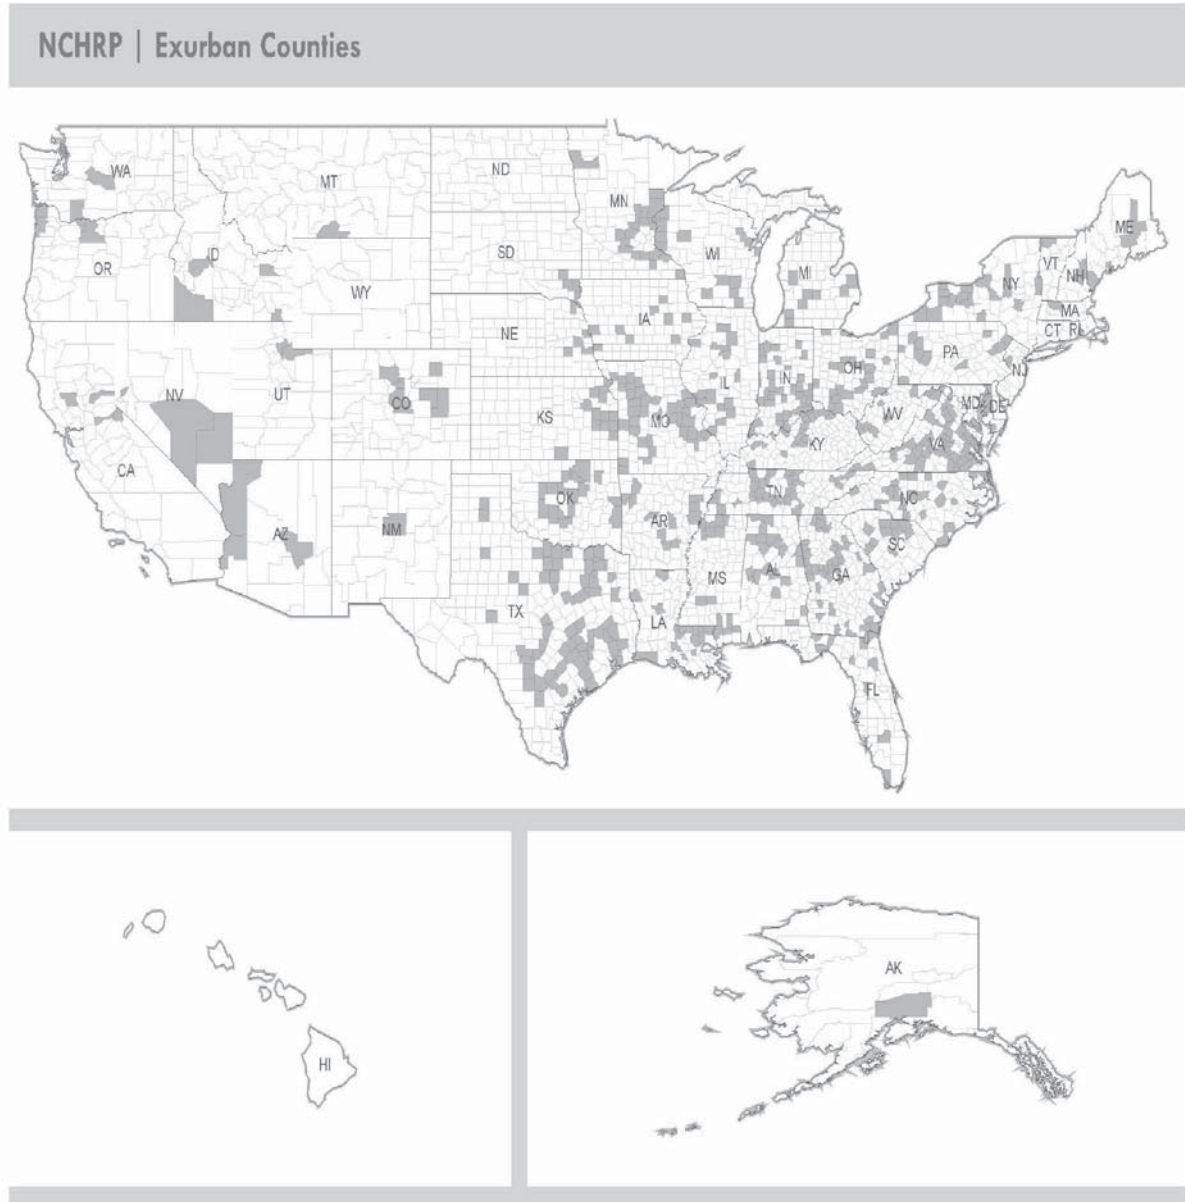 NCHRP | Exurban Counties
WA
MT
ND
MN
ME
OR
ID
SD
WI
MI
VT
NH
NY
WY
MA
CT RI
IA
NE
PA
NJ
NV
UT
CO
IL
IN
OH
MD
DE
WV
KS
MO
KY
VA
CA
OK
TN
NC
AZ
NM
AR
SC
MS
AL
GA
TX
LA
FL
AK
HI